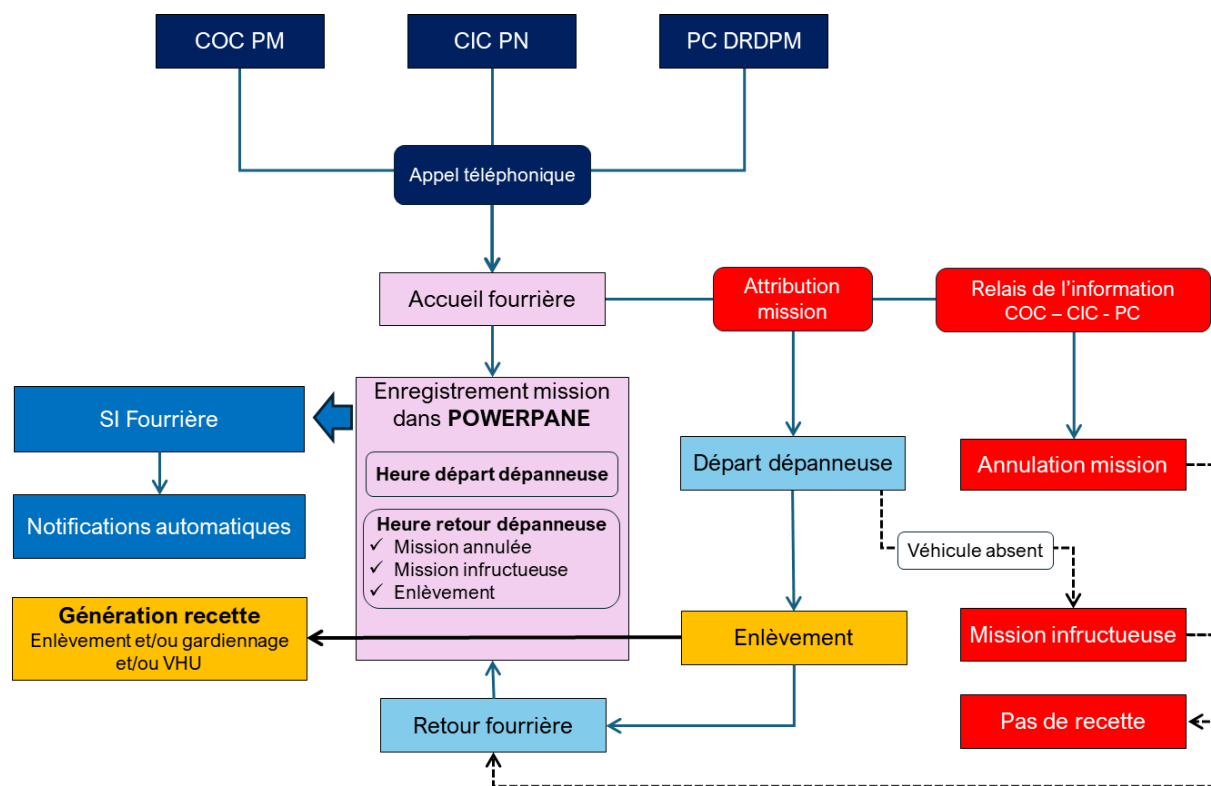 COC PM
CIC PN
PC DRDPM
Appel téléphonique
Accueil fourrière
Attribution
mission
Relais de l'information
COC – CIC - PC
Enregistrement mission
dans POWERPANE
SI Fourrière
Heure départ dépanneuse
Départ dépanneuse
Annulation mission
Notifications automatiques
Heure retour dépanneuse
✓ Mission annulée
✓ Mission infructueuse
✓ Enlèvement
Véhicule absent
Génération recette
Enlèvement et/ou gardiennage
et/ou VHU
Enlèvement
Mission infructueuse
Retour fourrière
Pas de recette